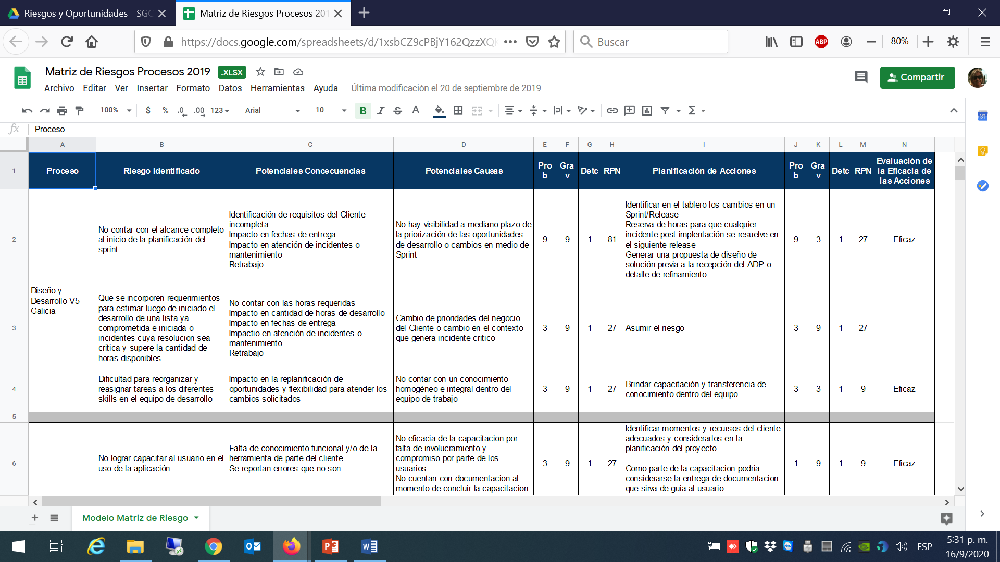 Riesgos y Oportunidades - SGC
Matriz de Riesgos Procesos 201
https://docs.google.com/spreadsheets/d/1xsbCZ9cPBjY162QzzXQ
Buscar
ABP
80%
Matriz de Riesgos Procesos 2019
.XLSX
Archivo
Editar
Ver
Insertar
Formato
Datos
Herramientas
Ayuda
Última modificación el 20 de septiembre de 2019
Compartir
100%
$
%
.0
.00
123
Arial
10
B
I
S
A
Σ
31
fx
Proceso
A
B
C
D
E
F
G
H
I
J
K
L
M
N
1
Proceso
Riesgo Identificado
Potenciales Concecuencias
Potenciales Causas
Pro
b
Gra
v
Detc
RPN
Planificación de Acciones
Pro
b
Gra
v
Detc
RPN
Evaluación de
la Eficacia de
las Acciones
Diseño y
Desarrollo V5 -
Galicia
2
No contar con el alcance completo
al inicio de la planificación del
sprint
Identificación de requisitos del Cliente
incompleta
Impacto en fechas de entrega
Impacto en atención de incidentes o
mantenimiento
Retrabajo
No hay visibilidad a mediano plazo de
la priorización de las oportunidades
de desarrollo o cambios en medio de
Sprint
9
9
1
81
Identificar en el tablero los cambios en un
Sprint/Release
Reserva de horas para que cualquier
incidente post implentación se resuelve en
el siguiente release
Generar una propuesta de diseño de
solución previa a la recepción del ADP o
detalle de refinamiento
9
3
1
27
Eficaz
3
Que se incorporen requerimientos
para estimar luego de iniciado el
desarrollo de una lista ya
comprometida e iniciada o
incidentes cuya resolucion sea
crítica y supere la cantidad de
horas disponibles
No contar con las horas requeridas
Impacto en cantidad de horas de desarrollo
Impacto en fechas de entrega
Impactio en atención de incidentes o
mantenimiento
Retrabajo
Cambio de prioridades del negocio
del Cliente o cambio en el contexto
que genera incidente crítico
3
9
1
27
Asumir el riesgo
3
9
1
27
4
Dificultad para reorganizar y
reasignar tareas a los diferentes
skills en el equipo de desarrollo
Impacto en la replanificación de
oportunidades y flexibilidad para atender los
cambios solicitados
No contar con un conocimiento
homogéneo e integral dentro del
equipo de trabajo
3
9
1
27
Brindar capacitación y transferencia de
conocimiento dentro del equipo
3
3
1
9
Eficaz
5
6
No lograr capacitar al usuario en el
uso de la aplicación.
Falta de conocimiento funcional y/o de la
herramienta de parte del cliente
Se reportan errores que no son.
No eficacia de la capacitacion por
falta de involucramiento y
compromiso por parte de los
usuarios.
No cuentan con documentacion al
momento de concluir la capacitacion.
3
9
1
27
Identificar momentos y recursos del cliente
adecuados y considerarlos en la
planificación del proyecto
Como parte de la capacitacion podria
considerarse la entrega de documentacion
que sirva de guia al usuario.
1
9
1
9
Eficaz
Modelo Matriz de Riesgo
ESP
5:31 p. m.
16/9/2020